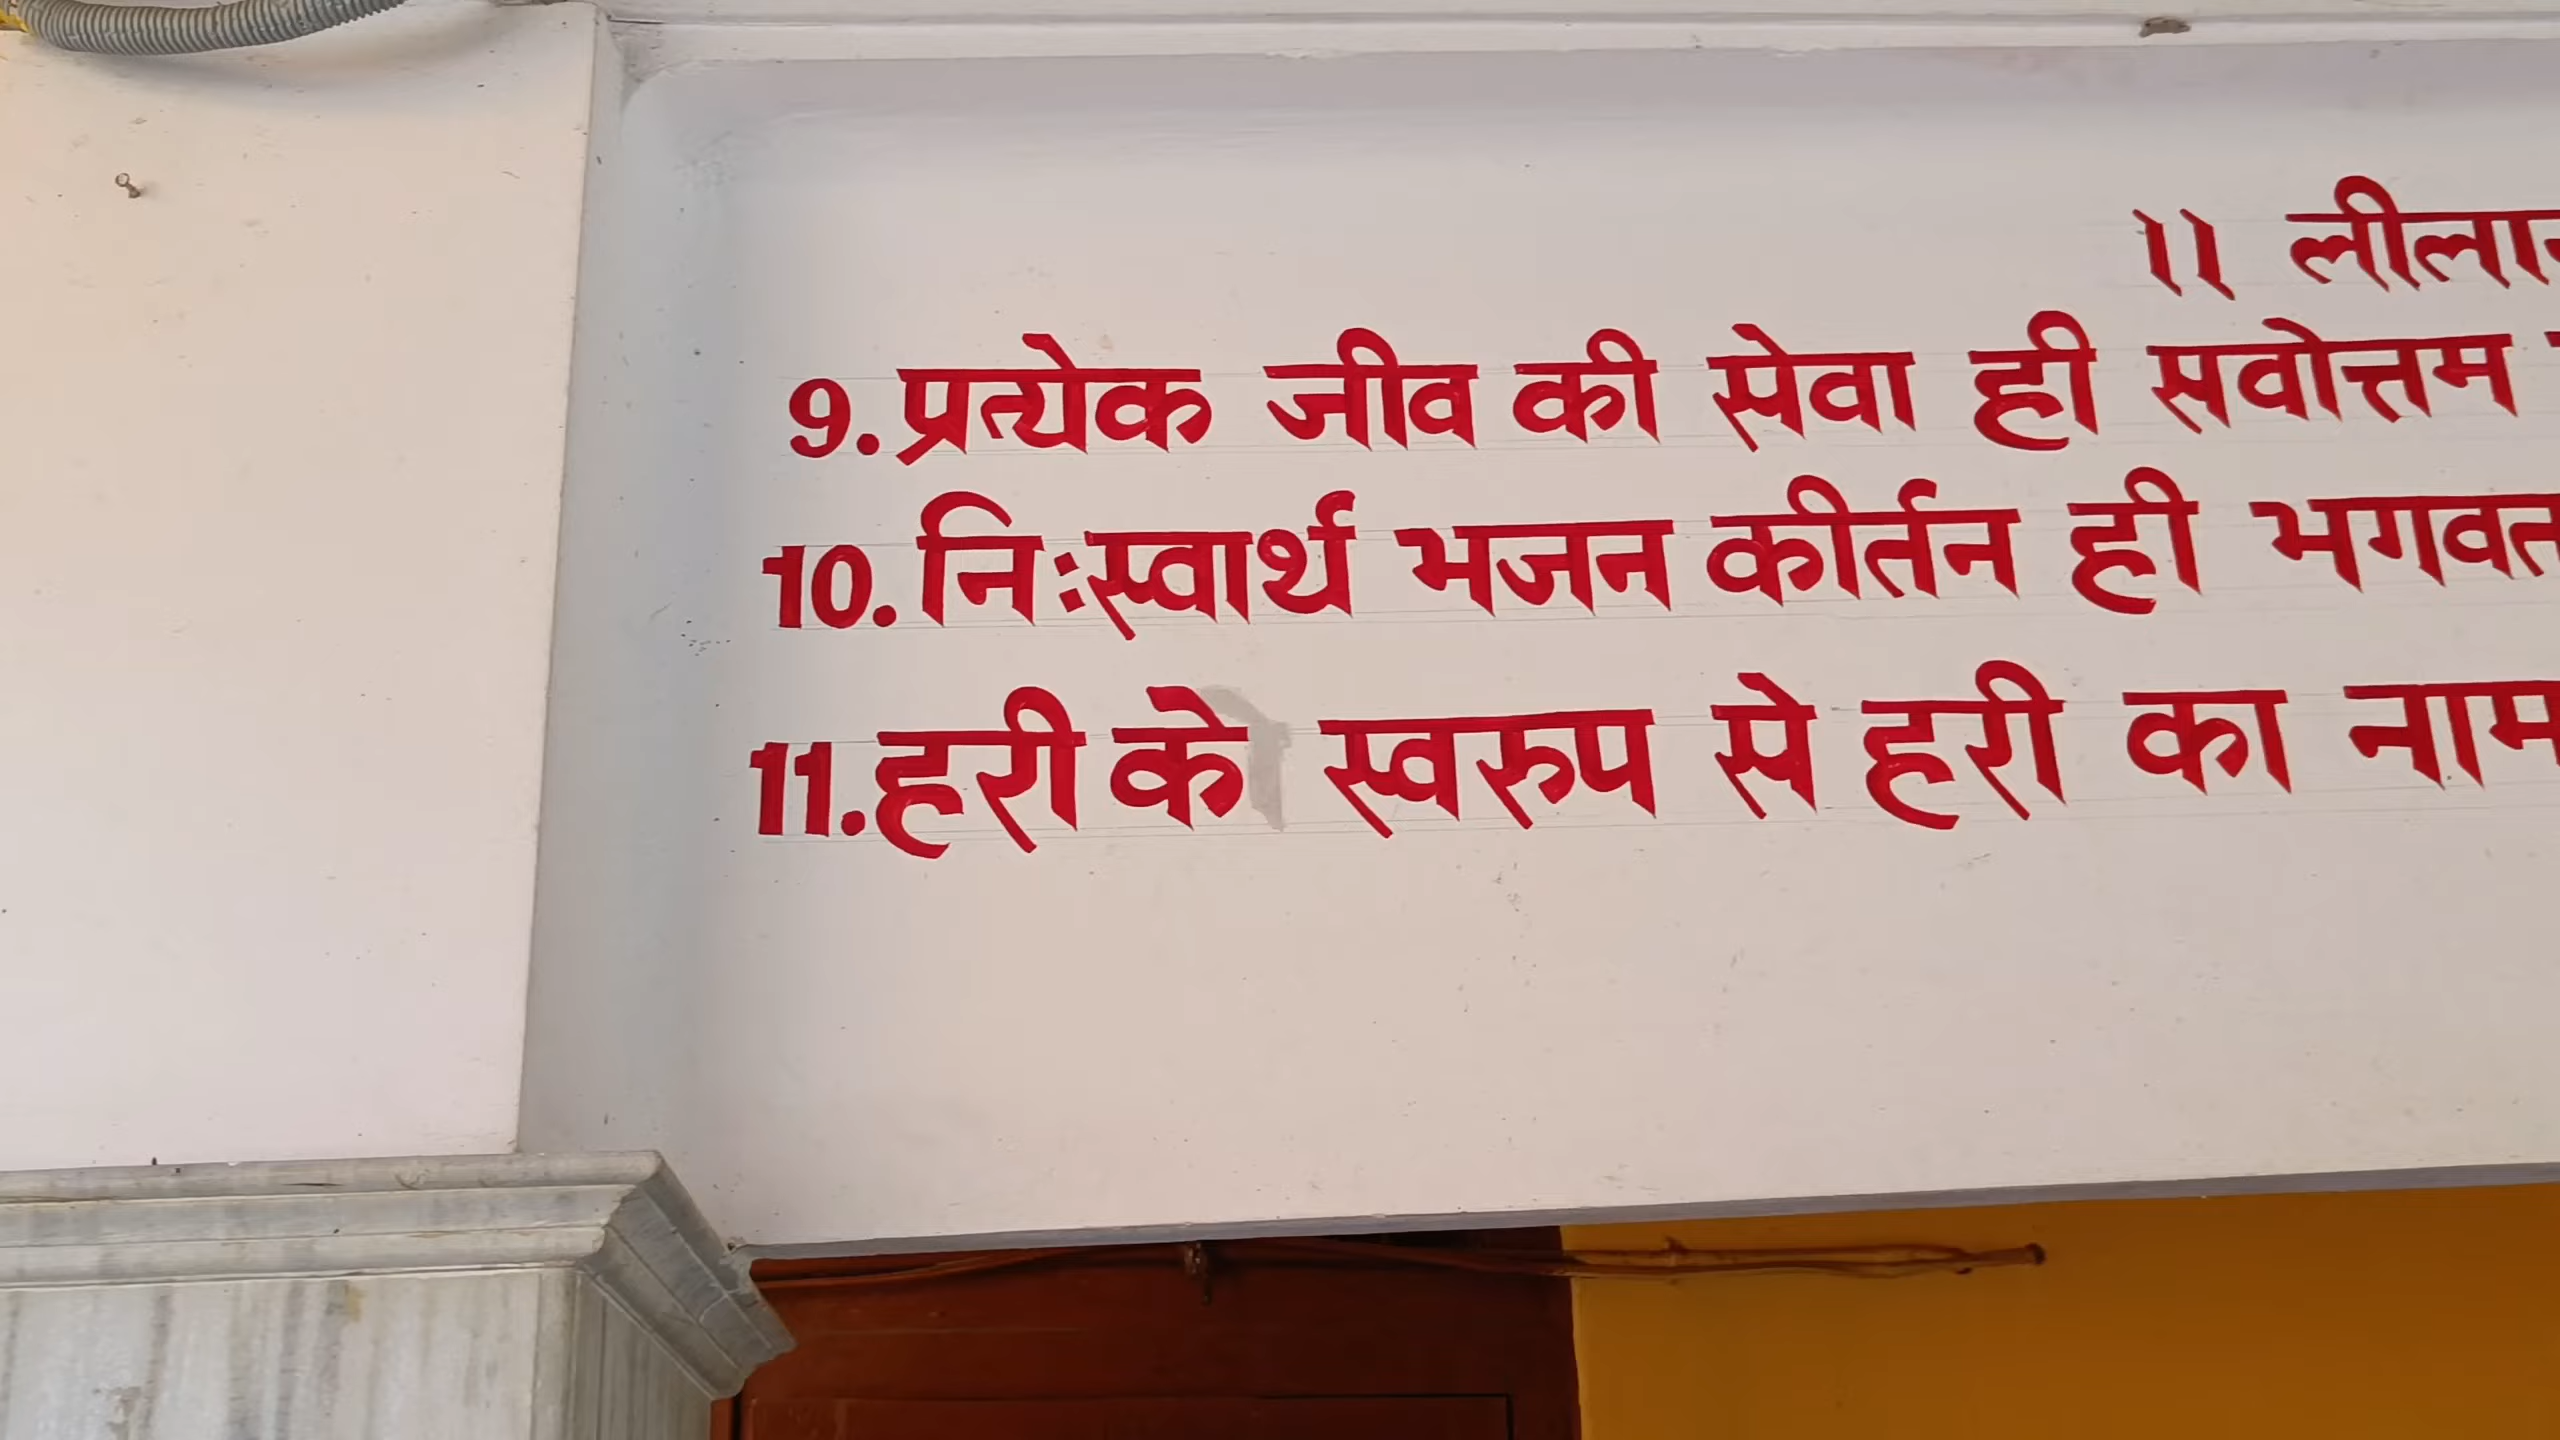 ।। लीला
9. प्रत्येक जीव की सेवा ही सवोत्तम
10. नि:स्वार्थ भजन कीर्तन ही भगवत
11. हरी के स्वरुप से हरी का नाम